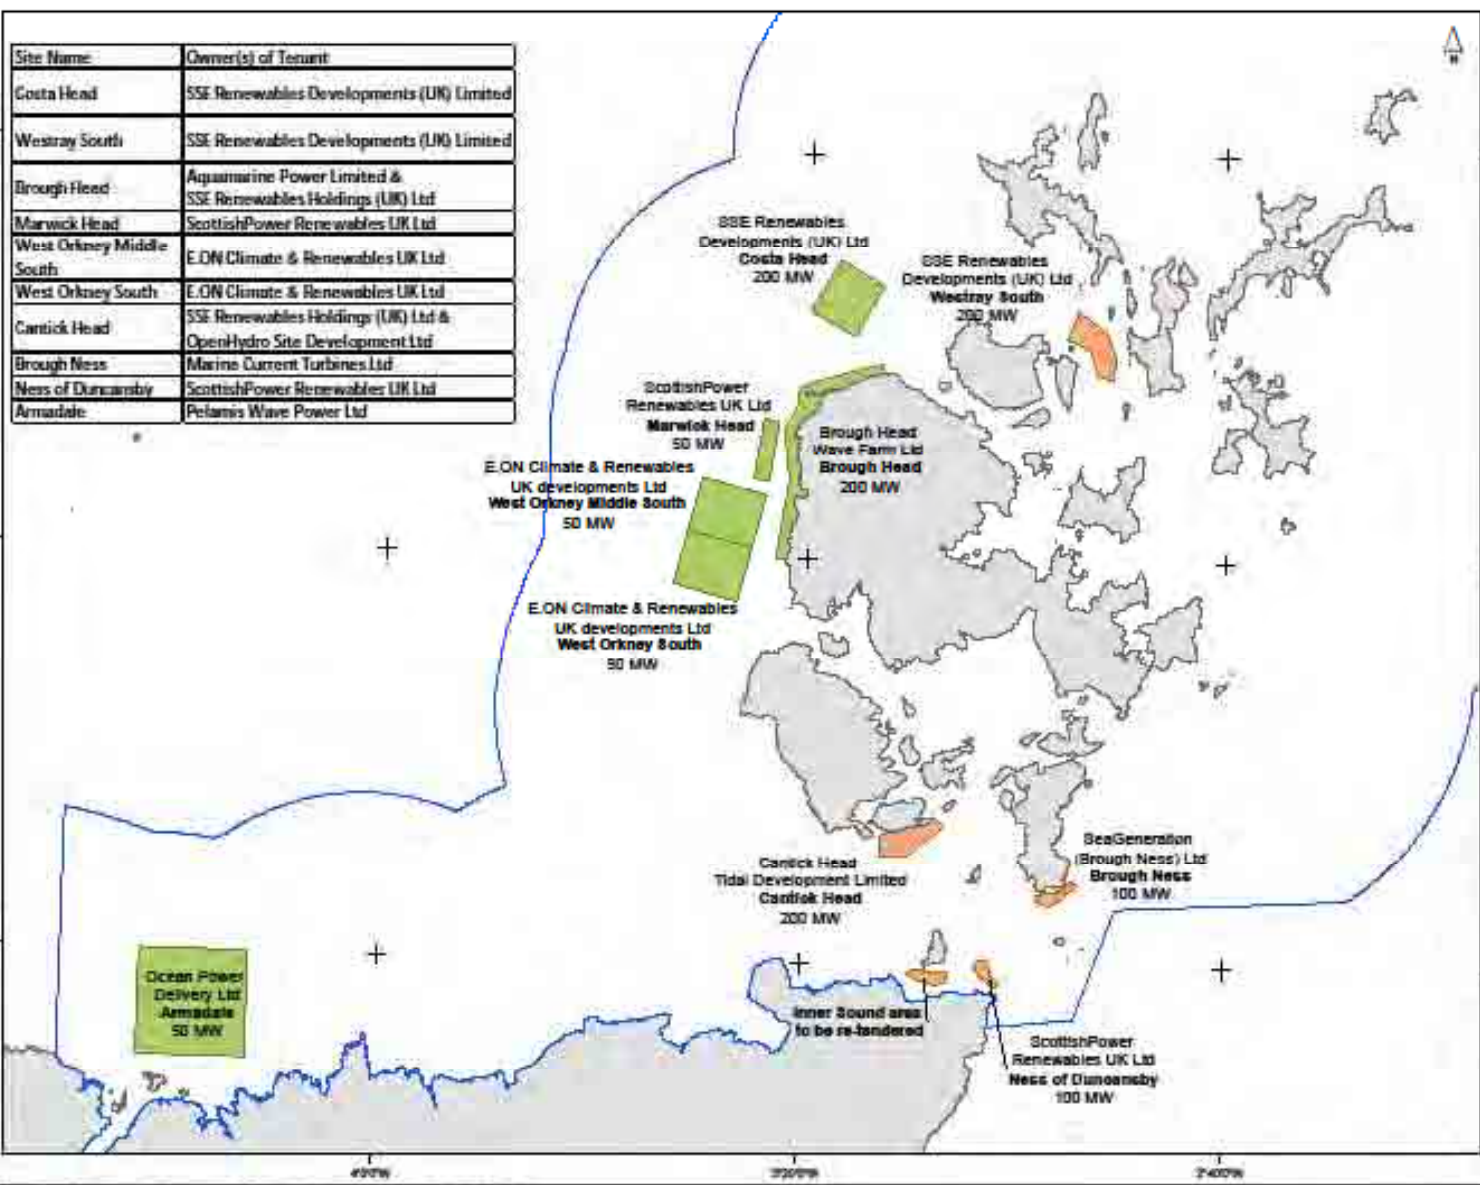 Site Name Owner(s) of Tenant
Costa Head SSE Renewables Developments (UK) Limited
Westray South SSE Renewables Developments (UK) Limited
Brough Head Aquamarine Power Limited &
SSE Renewables Holdings (UK) Ltd
Marwick Head ScottishPower Renewables UK Ltd
West Orkney Middle
South E.ON Climate & Renewables UK Ltd
West Orkney South E.ON Climate & Renewables UK Ltd
Cantick Head SSE Renewables Holdings (UK) Ltd &
OpenHydro Site Development Ltd
Brough Ness Marine Current Turbines Ltd
Ness of Duncansby ScottishPower Renewables UK Ltd
Armadale Pelamis Wave Power Ltd
N
SSE Renewables
Developments (UK) Ltd
Costa Head
200 MW
SSE Renewables
Developments (UK) Ltd
Westray South
200 MW
ScottishPower
Renewables UK Ltd
Marwick Head
50 MW
Brough Head
Wave Farm Ltd
Brough Head
200 MW
E.ON Climate & Renewables
UK developments Ltd
West Orkney Middle South
50 MW
E.ON Climate & Renewables
UK developments Ltd
West Orkney South
50 MW
Cantick Head
Tidal Development Limited
Cantick Head
200 MW
SeaGeneration
(Brough Ness) Ltd
Brough Ness
100 MW
Ocean Power
Delivery Ltd
Armadale
50 MW
Inner Sound area
to be re-tendered
ScottishPower
Renewables UK Ltd
Ness of Duncansby
100 MW